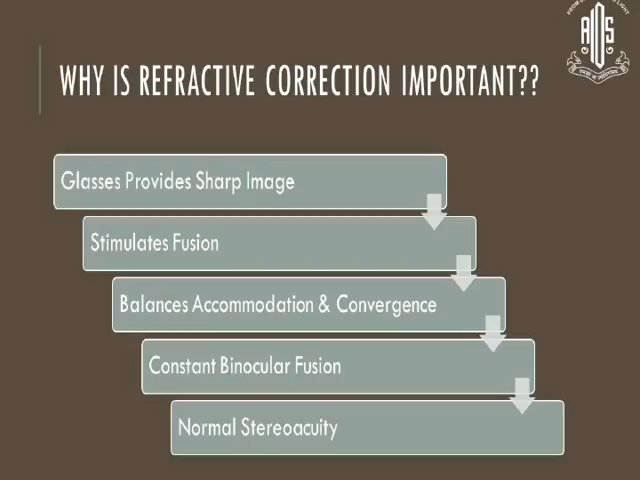 WHY IS REFRACTIVE CORRECTION IMPORTANT??
Glasses Provides Sharp Image
Stimulates Fusion
Balances Accommodation & Convergence
Constant Binocular Fusion
Normal Stereoacuity